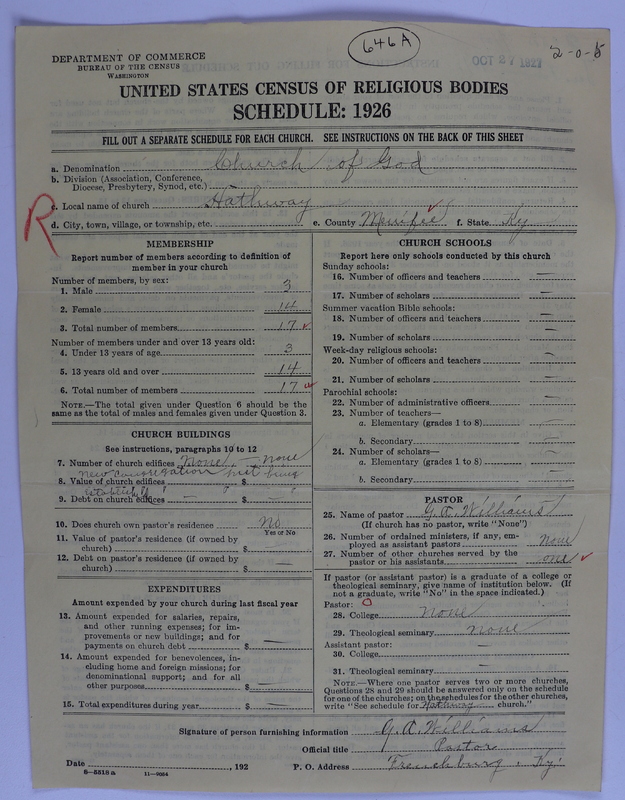 646A
OCT 27 1927
2-0-5
DEPARTMENT OF COMMERCE
BUREAU OF THE CENSUS
WASHINGTON
UNITED STATES CENSUS OF RELIGIOUS BODIES
SCHEDULE: 1926
FILL OUT A SEPARATE SCHEDULE FOR EACH CHURCH. SEE INSTRUCTIONS ON THE BACK OF THIS SHEET
a. Denomination Church of God
b. Division (Association, Conference,
Diocese, Presbytery, Synod, etc.)
R
c. Local name of church Hathway
d. City, town, village, or township, etc. e. County Menifee f. State Ky
MEMBERSHIP
Report number of members according to definition of
member in your church
Number of members, by sex:
1. Male 3
2. Female 14
3. Total number of members 17
Number of members under and over 13 years old:
4. Under 13 years of age 3
5. 13 years old and over 14
6. Total number of members 17
NOTE.—The total given under Question 6 should be the
same as the total of males and females given under Question 3.
CHURCH BUILDINGS
See instructions, paragraphs 10 to 12
7. Number of church edifices None — none
new congregation just being
8. Value of church edifices $
established
9. Debt on church edifices — $
10. Does church own pastor's residence No
Yes or No
11. Value of pastor's residence (if owned by
church) $ —
12. Debt on pastor's residence (if owned by
church) $ —
EXPENDITURES
Amount expended by your church during last fiscal year
13. Amount expended for salaries, repairs,
and other running expenses; for im-
provements or new buildings; and for
payments on church debt $ —
14. Amount expended for benevolences, in-
cluding home and foreign missions; for
denominational support; and for all
other purposes $ —
15. Total expenditures during year $ —
CHURCH SCHOOLS
Report here only schools conducted by this church
Sunday schools:
16. Number of officers and teachers —
17. Number of scholars —
Summer vacation Bible schools:
18. Number of officers and teachers —
19. Number of scholars —
Week-day religious schools:
20. Number of officers and teachers —
21. Number of scholars —
Parochial schools:
22. Number of administrative officers —
23. Number of teachers—
a. Elementary (grades 1 to 8) —
b. Secondary —
24. Number of scholars—
a. Elementary (grades 1 to 8) —
b. Secondary —
PASTOR
25. Name of pastor G. A. Williams
(If church has no pastor, write "None")
26. Number of ordained ministers, if any, em-
ployed as assistant pastors None
27. Number of other churches served by the
pastor or his assistants one
If pastor (or assistant pastor) is a graduate of a college or
theological seminary, give name of institution below. (If
not a graduate, write "No" in the space indicated.)
Pastor: O
28. College None
29. Theological seminary none
Assistant pastor: —
30. College
31. Theological seminary —
NOTE.—Where one pastor serves two or more churches,
Questions 28 and 29 should be answered only on the schedule
for one of the churches; on the schedules for the other churches,
write "See schedule for Hathway church."
Signature of person furnishing information G. A. Williams
Official title Pastor
Date , 192 P. O. Address Frenchburg, Ky.
8—5518a 11—9084